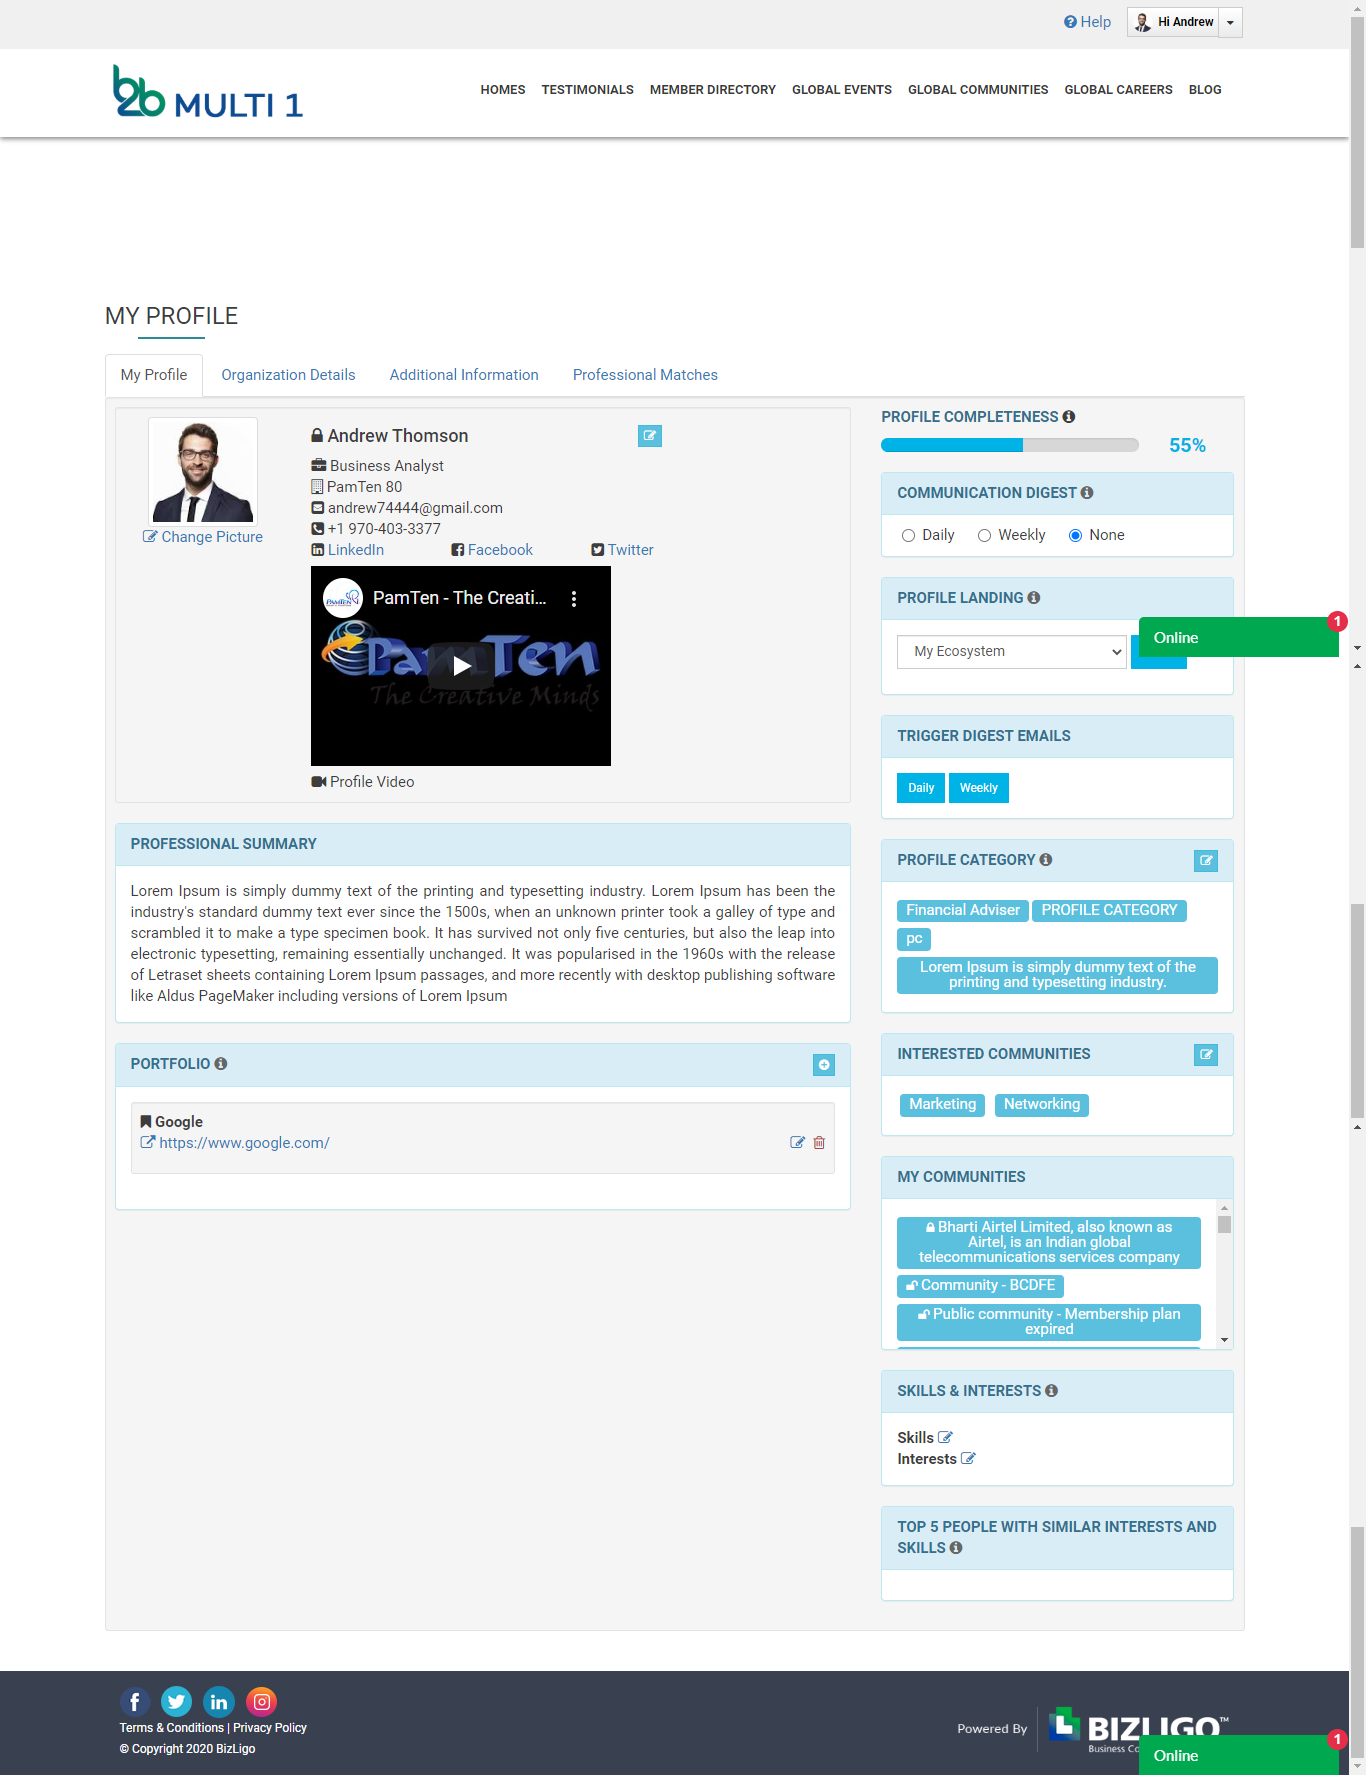 Help
Hi Andrew
b2b MULTI 1
HOMES TESTIMONIALS MEMBER DIRECTORY GLOBAL EVENTS GLOBAL COMMUNITIES GLOBAL CAREERS BLOG
MY PROFILE
My Profile Organization Details Additional Information Professional Matches
Andrew Thomson
Business Analyst
PamTen 80
andrew74444@gmail.com
+1 970-403-3377
LinkedIn Facebook Twitter
Change Picture
PAMTEN
PamTen - The Creati...
PamTen
The Creative Minds
Profile Video
PROFESSIONAL SUMMARY
Lorem Ipsum is simply dummy text of the printing and typesetting industry. Lorem Ipsum has been the
industry's standard dummy text ever since the 1500s, when an unknown printer took a galley of type and
scrambled it to make a type specimen book. It has survived not only five centuries, but also the leap into
electronic typesetting, remaining essentially unchanged. It was popularised in the 1960s with the release
of Letraset sheets containing Lorem Ipsum passages, and more recently with desktop publishing software
like Aldus PageMaker including versions of Lorem Ipsum
PORTFOLIO
Google
https://www.google.com/
PROFILE COMPLETENESS
55%
COMMUNICATION DIGEST
Daily Weekly None
PROFILE LANDING
My Ecosystem
Online
1
TRIGGER DIGEST EMAILS
Daily Weekly
PROFILE CATEGORY
Financial Adviser PROFILE CATEGORY
pc
Lorem Ipsum is simply dummy text of the
printing and typesetting industry.
INTERESTED COMMUNITIES
Marketing Networking
MY COMMUNITIES
Bharti Airtel Limited, also known as
Airtel, is an Indian global
telecommunications services company
Community - BCDFE
Public community - Membership plan
expired
SKILLS & INTERESTS
Skills
Interests
TOP 5 PEOPLE WITH SIMILAR INTERESTS AND
SKILLS
Terms & Conditions | Privacy Policy
© Copyright 2020 BizLigo
Powered By
BIZLIGO™
Business Co
Online
1